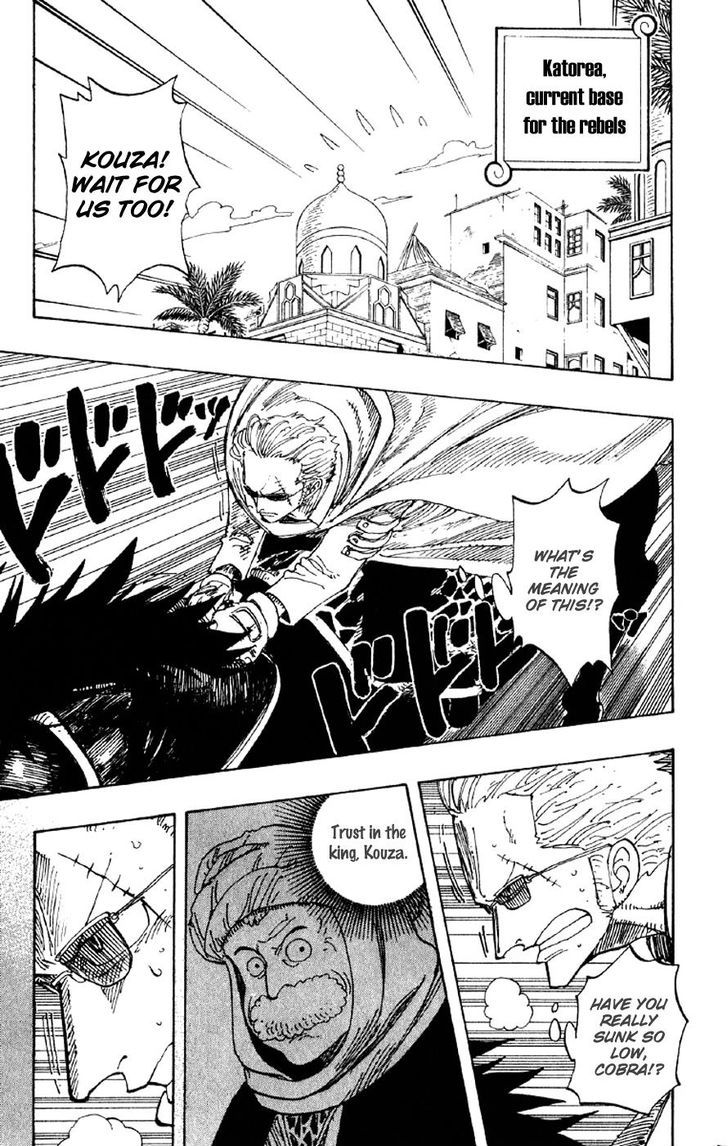 Katorea,
current base
for the rebels
KOUZA!
WAIT FOR
US TOO!
ドドドドッ
WHAT'S
THE
MEANING
OF THIS!?
ドドドッ
HAVE YOU
REALLY
SUNK SO
LOW,
COBRA!?
Trust in the
king, Kouza.